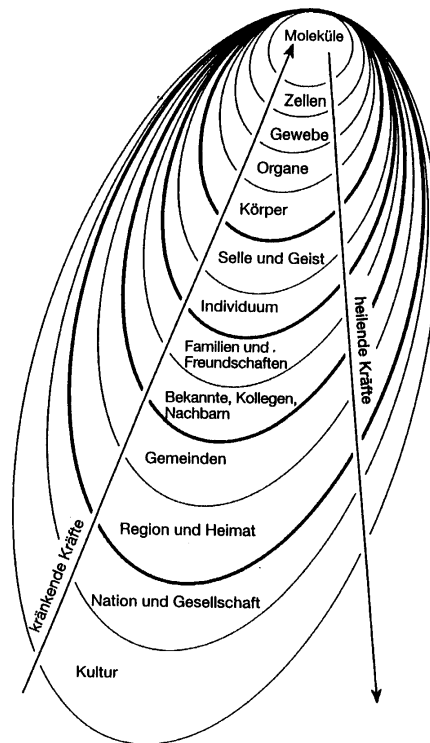 Moleküle
Zellen
Gewebe
Organe
Körper
Selle und Geist
Individuum
Familien und
Freundschaften
Bekannte, Kollegen,
Nachbarn
Gemeinden
Region und Heimat
Nation und Gesellschaft
Kultur
kränkende Kräfte
heilende Kräfte